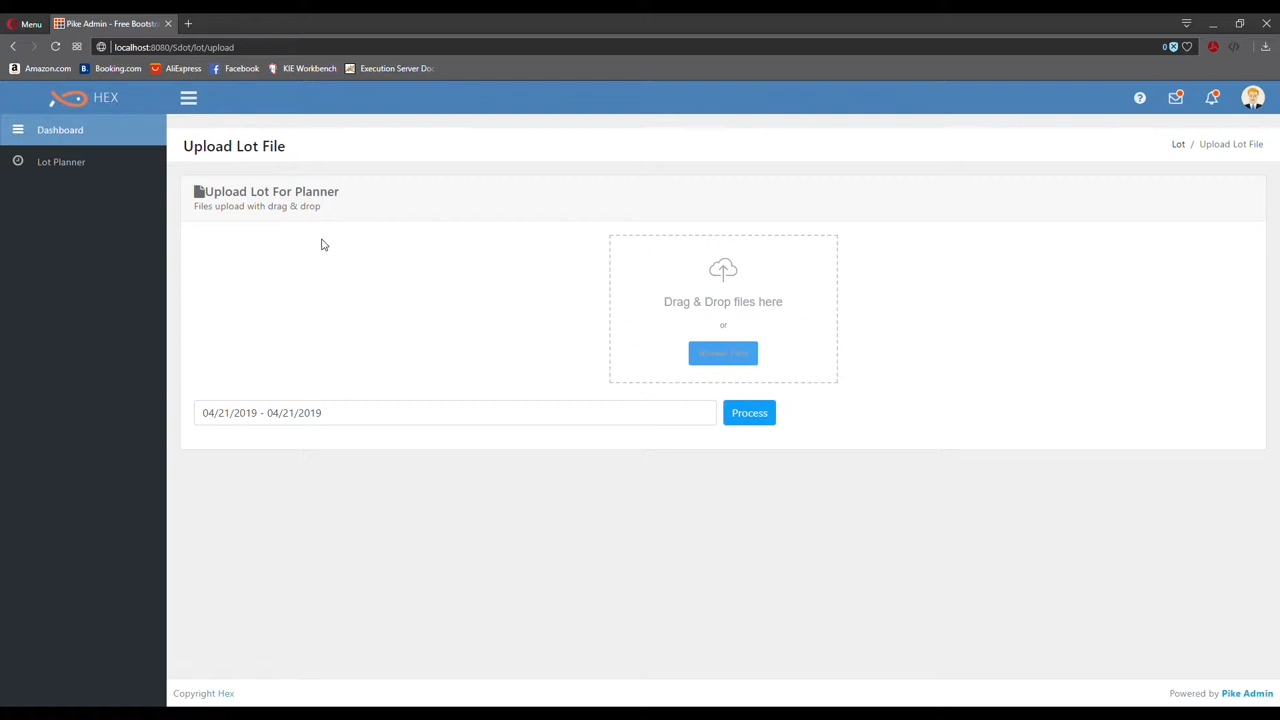 Menu
Pike Admin - Free Bootstr
localhost:8080/Sdot/lot/upload
0
Amazon.com
Booking.com
AliExpress
Facebook
KIE Workbench
Execution Server Do
HEX
Dashboard
Lot Planner
Upload Lot File
Lot / Upload Lot File
Upload Lot For Planner
Files upload with drag & drop
Drag & Drop files here
or
Browse Files
04/21/2019 - 04/21/2019
Process
Copyright Hex
Powered by Pike Admin